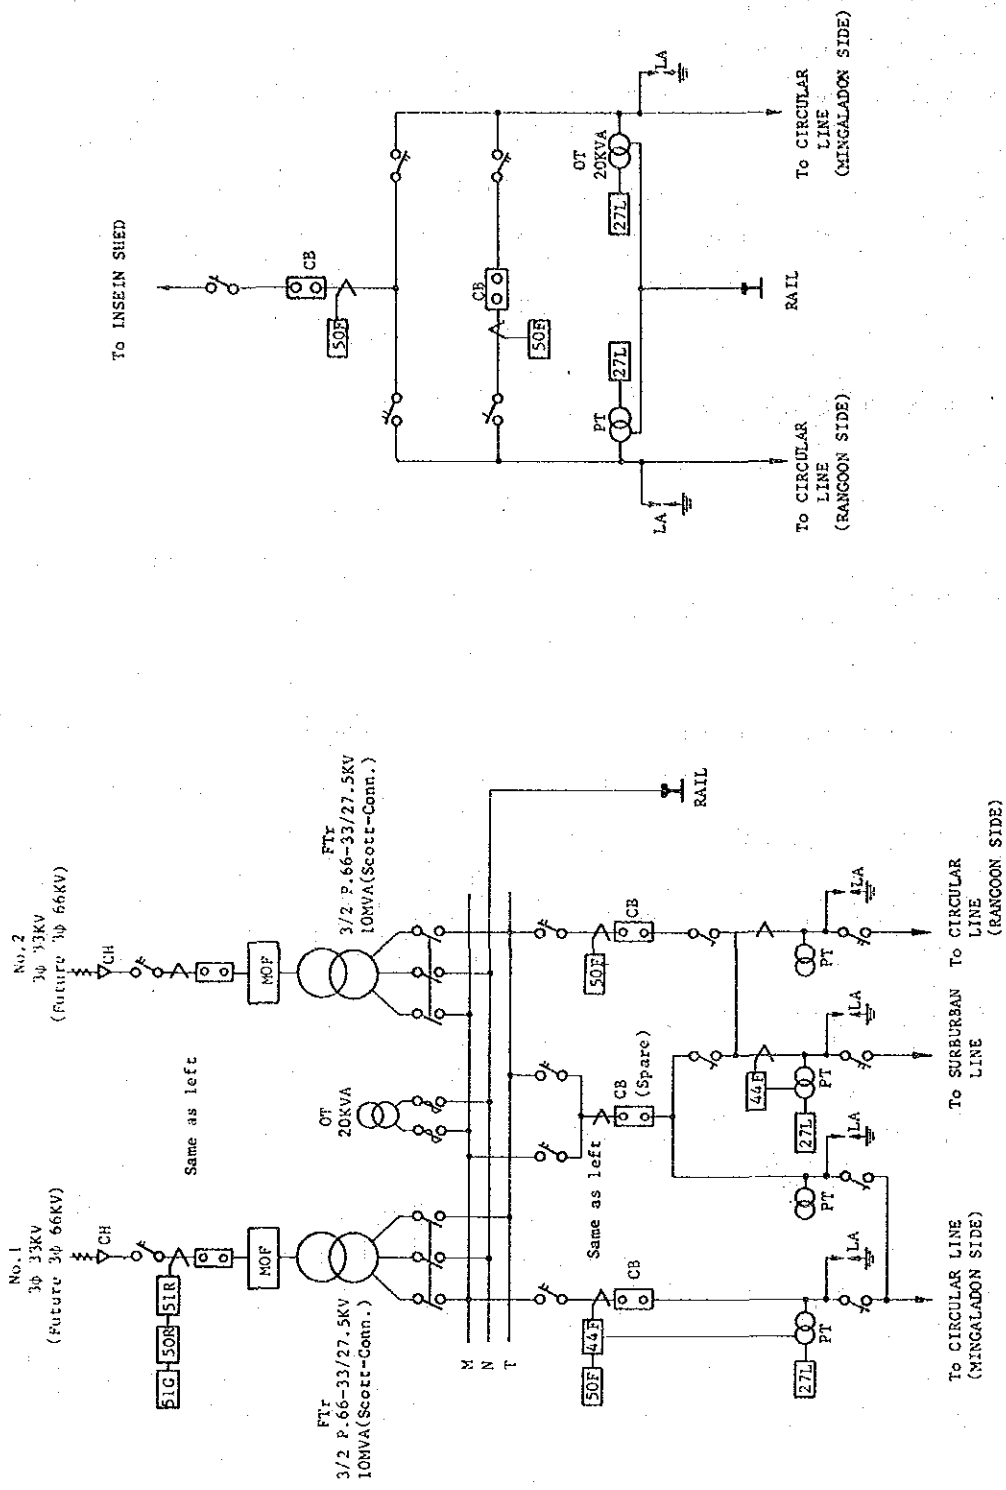 No.1
3φ 33KV
(Future 3φ 66KV)
CH
51G
50R
51R
MOF
FTr
3/2 P.66-33/27.5KV
10MVA(Scott-Conn.)
Same as left
OT
20KVA
No.2
3φ 33KV
(Future 3φ 66KV)
CH
MOF
FTr
3/2 P.66-33/27.5KV
10MVA(Scott-Conn.)
M
N
T
RAIL
50F
44F
CB
Same as left
CB
(Spare)
50F
CB
27L
PT
LA
PT
LA
44F
27L
PT
LA
PT
LA
To CIRCULAR LINE
(MINGALADON SIDE)
To SURBURBAN
LINE
To CIRCULAR
LINE
(RANGOON SIDE)
To INSEIN SHED
CB
50F
CB
50F
PT
27L
OT
20KVA
27L
LA
LA
RAIL
To CIRCULAR
LINE
(RANGOON SIDE)
To CIRCULAR
LINE
(MINGALADON SIDE)